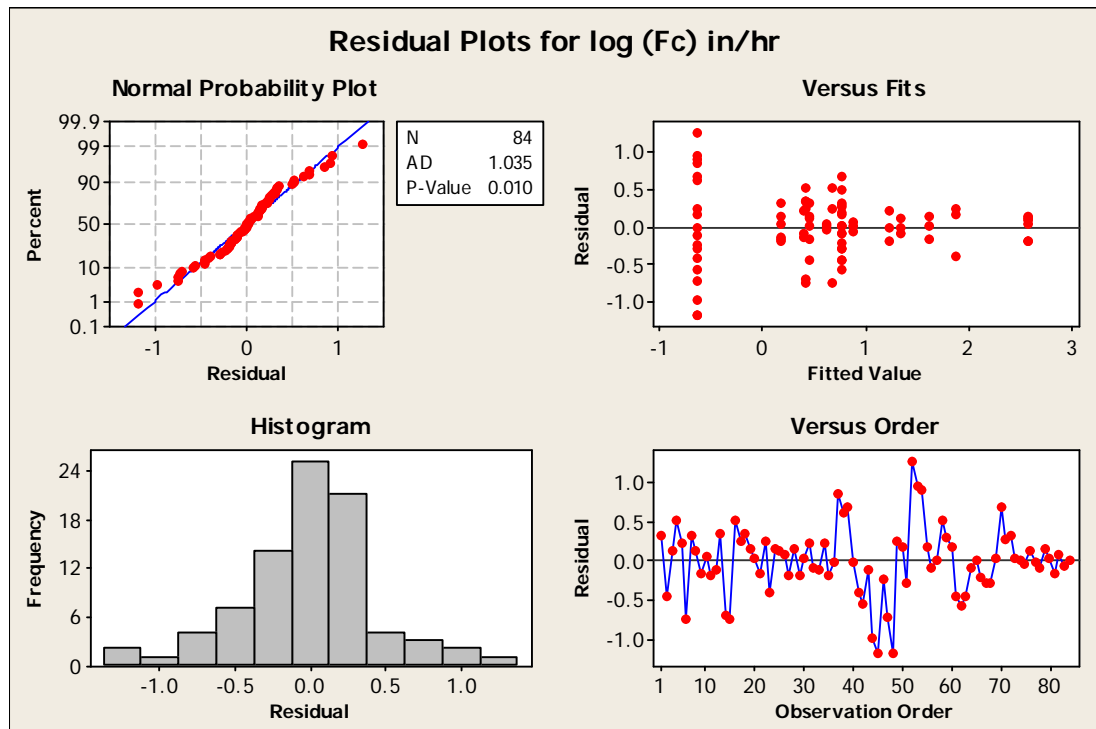 Residual Plots for log (Fc) in/hr
Normal Probability Plot
99.9
99
90
50
10
1
0.1
Percent
-1 0 1
Residual
N 84
AD 1.035
P-Value 0.010
Versus Fits
1.0
0.5
0.0
-0.5
-1.0
Residual
-1 0 1 2 3
Fitted Value
Histogram
24
18
12
6
0
Frequency
-1.0 -0.5 0.0 0.5 1.0
Residual
Versus Order
1.0
0.5
0.0
-0.5
-1.0
Residual
1 10 20 30 40 50 60 70 80
Observation Order